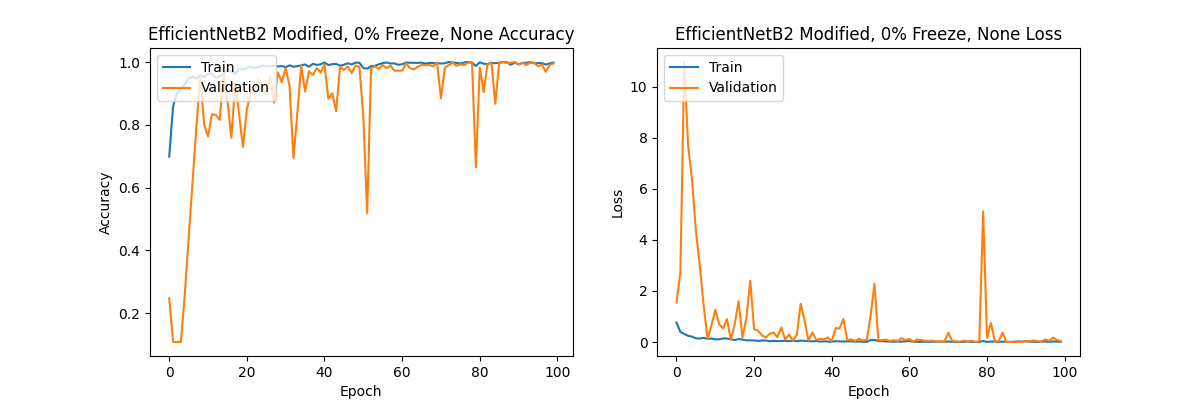 EfficientNetB2 Modified, 0% Freeze, None Accuracy
Train
Validation
1.0
0.8
0.6
0.4
0.2
Accuracy
0
20
40
60
80
100
Epoch
EfficientNetB2 Modified, 0% Freeze, None Loss
Train
Validation
10
8
6
4
2
0
Loss
0
20
40
60
80
100
Epoch